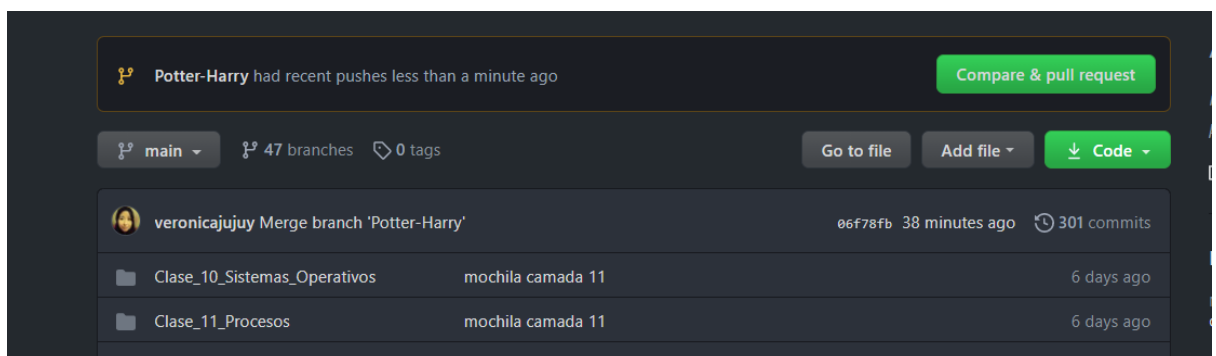 Potter-Harry had recent pushes less than a minute ago Compare & pull request
main 47 branches 0 tags Go to file Add file Code
veronicajujuy Merge branch 'Potter-Harry' 06f78fb 38 minutes ago 301 commits
Clase_10_Sistemas_Operativos mochila camada 11 6 days ago
Clase_11_Procesos mochila camada 11 6 days ago